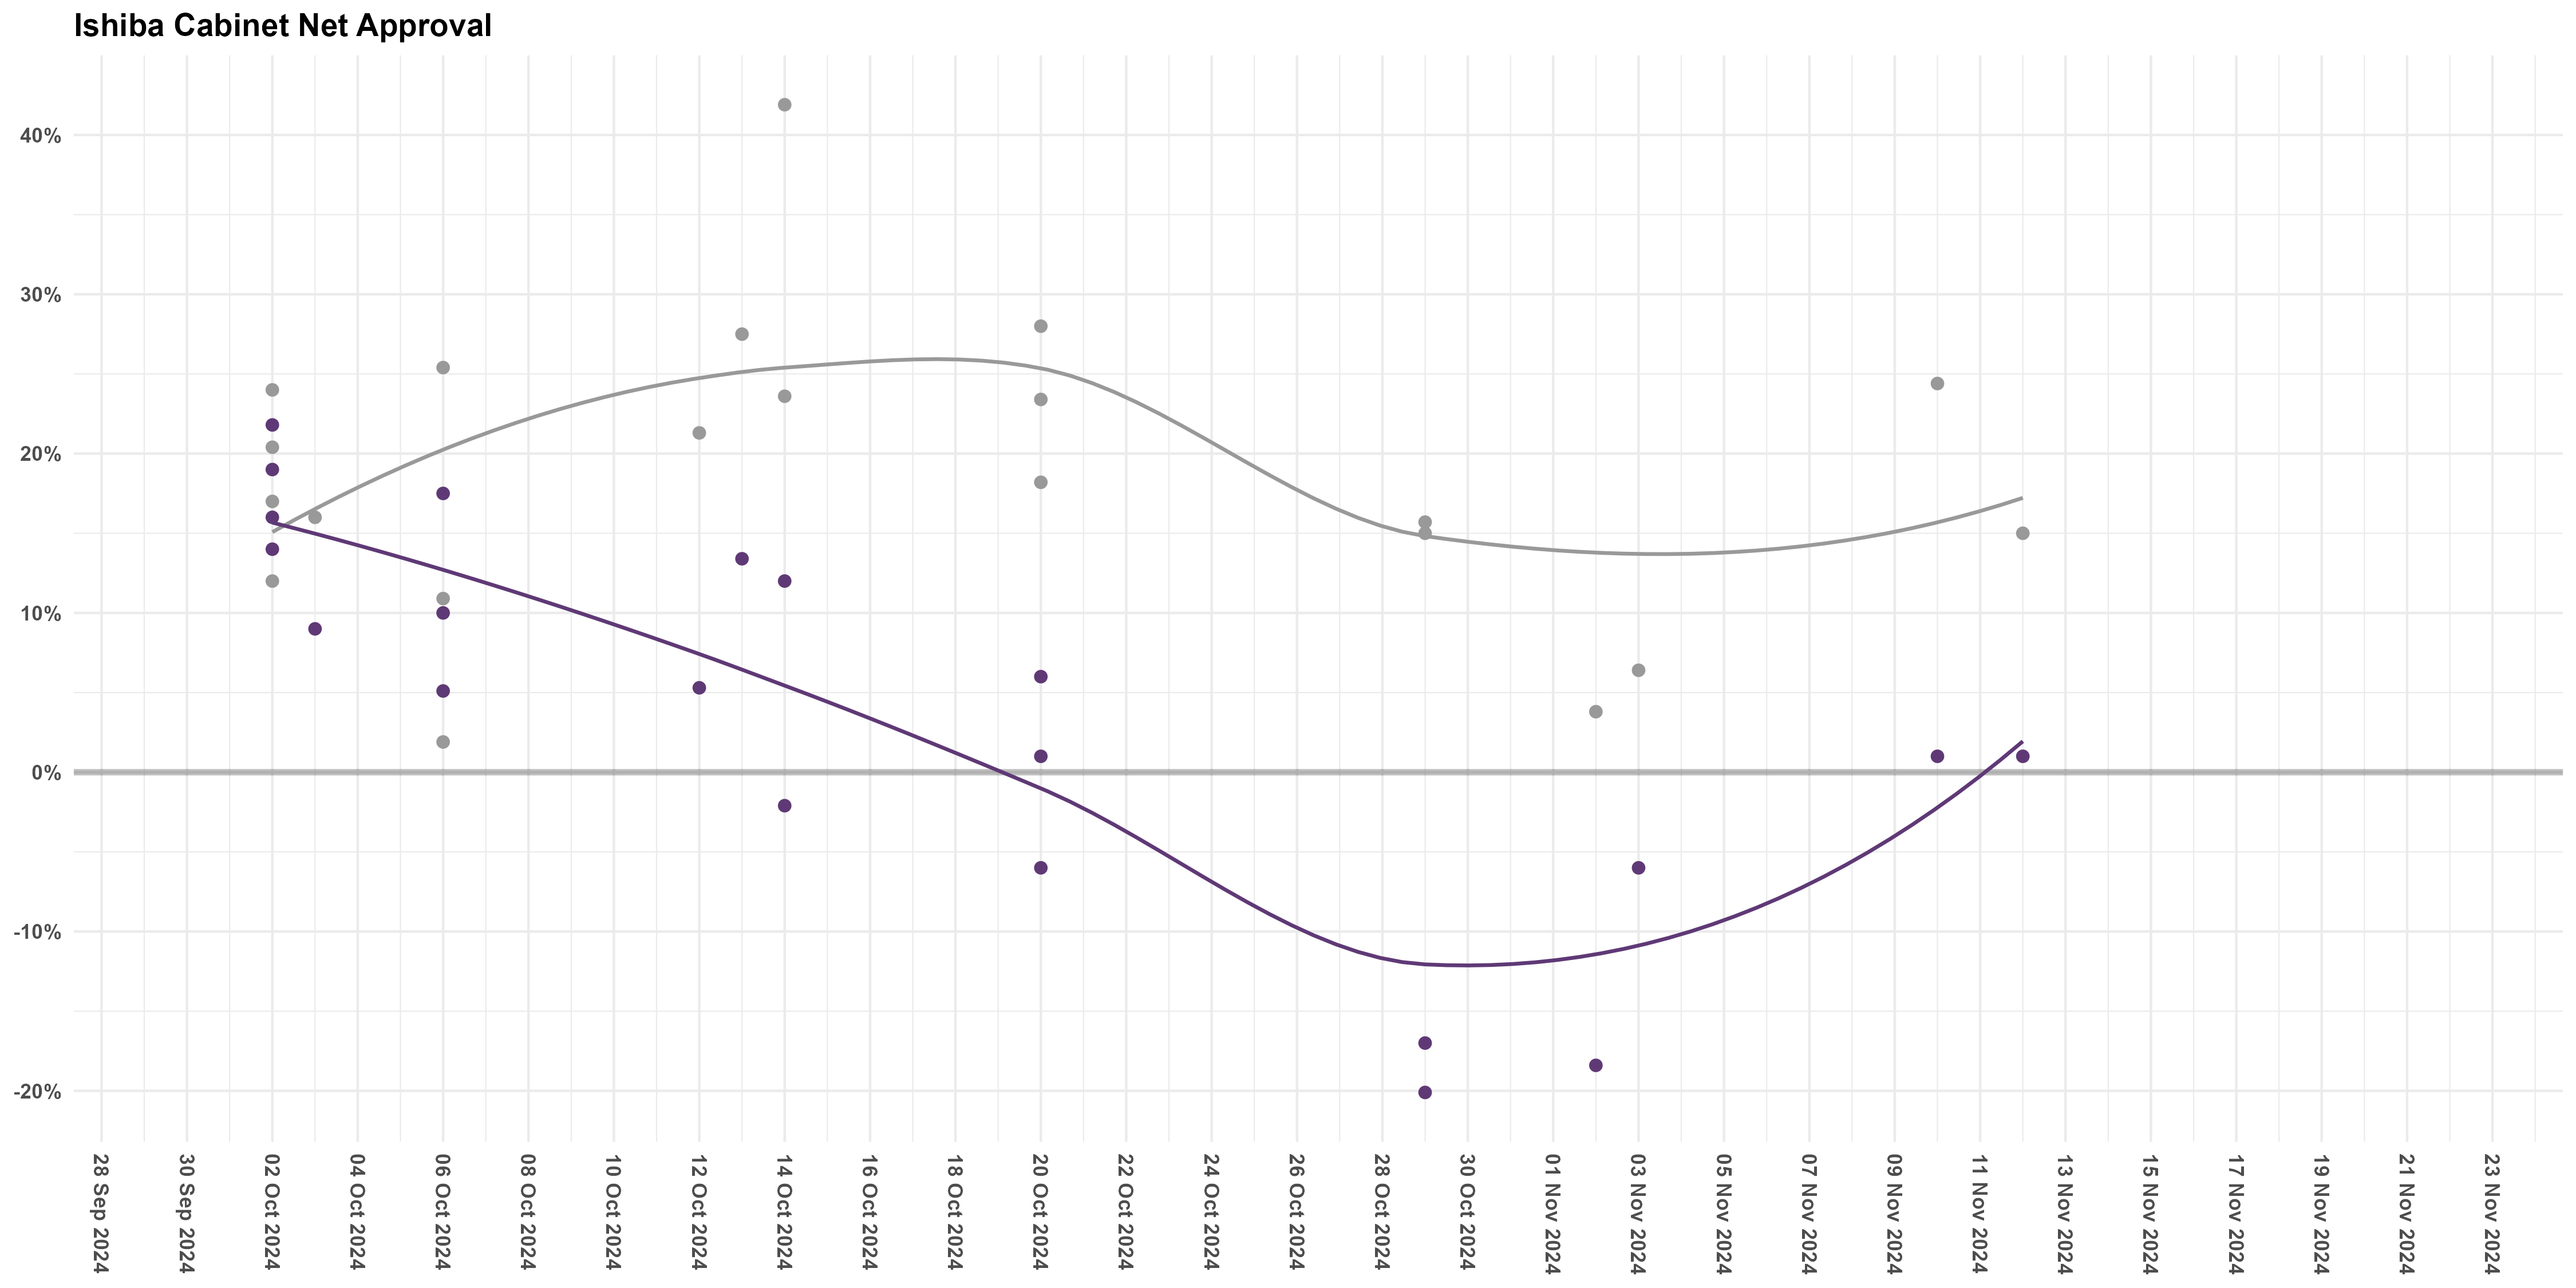 Ishiba Cabinet Net Approval
40%
30%
20%
10%
0%
-10%
-20%
28 Sep 2024
30 Sep 2024
02 Oct 2024
04 Oct 2024
06 Oct 2024
08 Oct 2024
10 Oct 2024
12 Oct 2024
14 Oct 2024
16 Oct 2024
18 Oct 2024
20 Oct 2024
22 Oct 2024
24 Oct 2024
26 Oct 2024
28 Oct 2024
30 Oct 2024
01 Nov 2024
03 Nov 2024
05 Nov 2024
07 Nov 2024
09 Nov 2024
11 Nov 2024
13 Nov 2024
15 Nov 2024
17 Nov 2024
19 Nov 2024
21 Nov 2024
23 Nov 2024